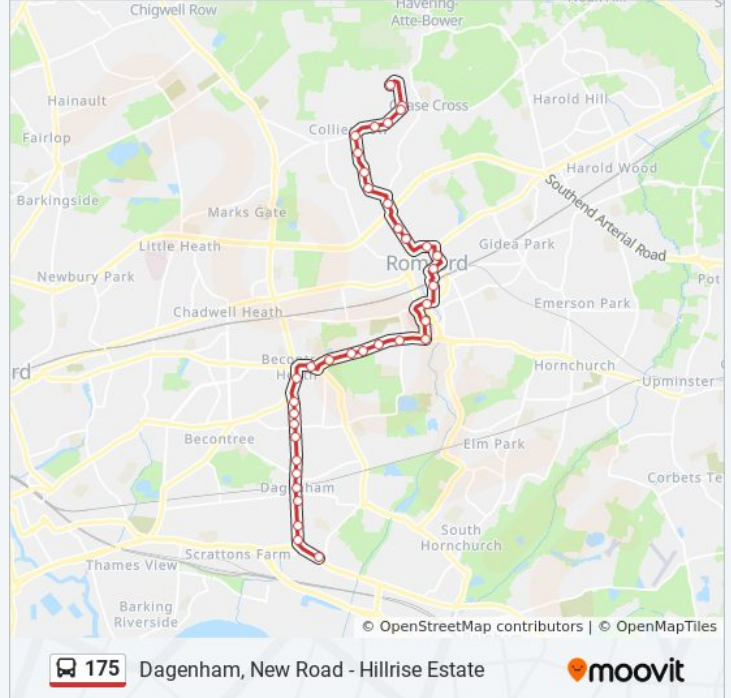 Chigwell Row
Havering-
Atte-Bower
Hainault
Chase Cross
Harold Hill
Fairlop
Collier
Harold Wood
Barkingside
Southend Arterial Road
Marks Gate
Little Heath
Gidea Park
Romford
Newbury Park
Pot
Chadwell Heath
Emerson Park
Becont
Heath
rd
Hornchurch
Upminster
Becontree
Elm Park
Corbets Te
Dagenham
South
Hornchurch
Scrattons Farm
Thames View
Barking
Riverside
© OpenStreetMap contributors | © OpenMapTiles
175 Dagenham, New Road - Hillrise Estate
moovit